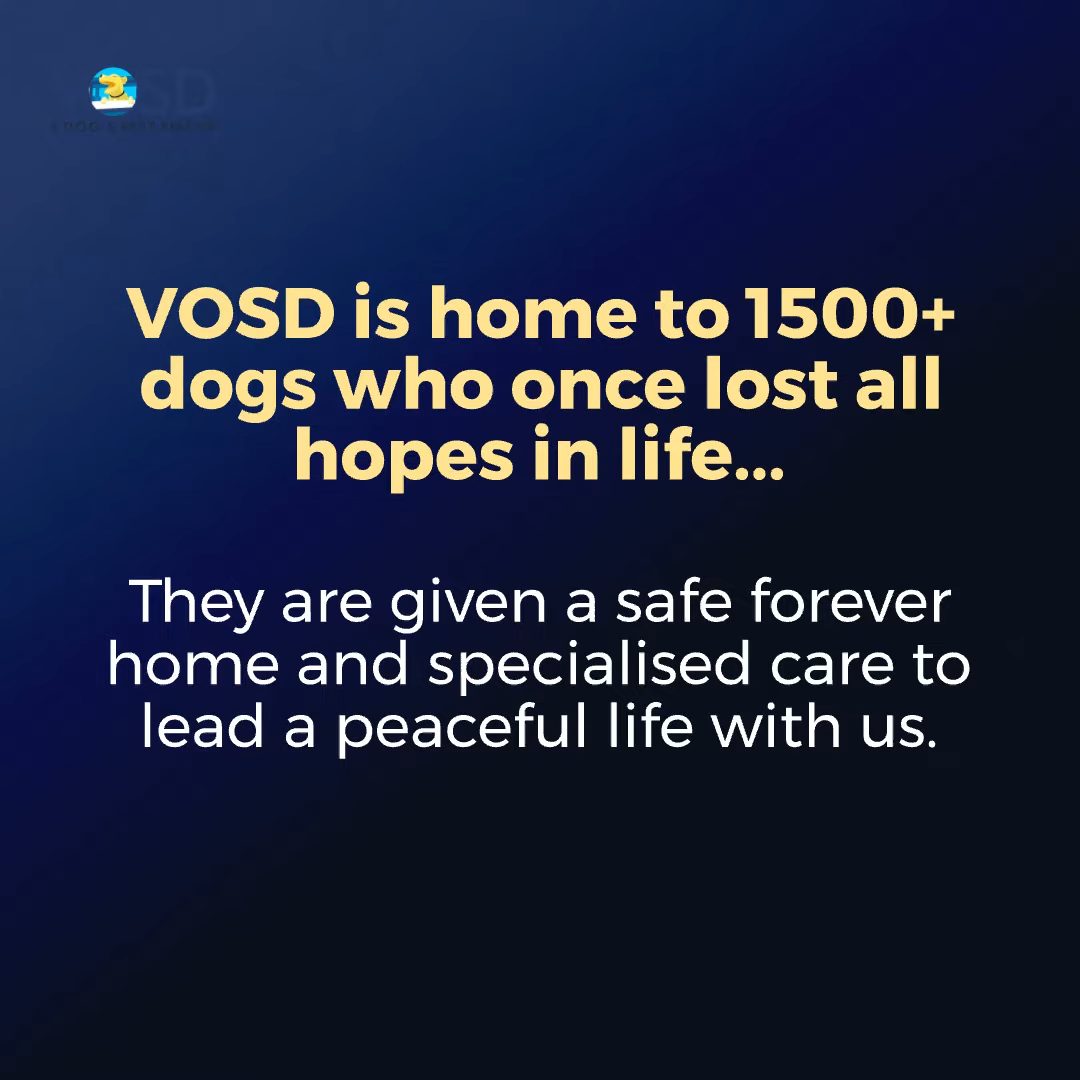 VOSD is home to 1500+
dogs who once lost all
hopes in life...
They are given a safe forever
home and specialised care to
lead a peaceful life with us.